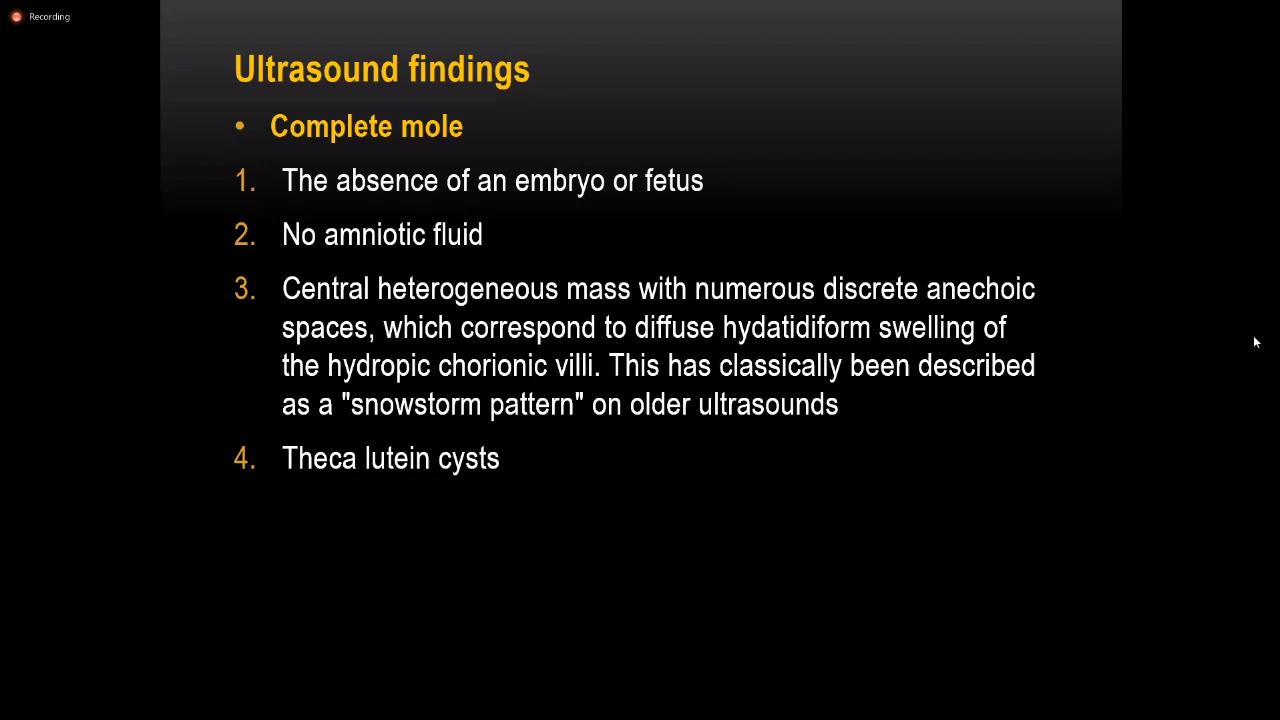 Recording
Ultrasound findings
• Complete mole
1. The absence of an embryo or fetus
2. No amniotic fluid
3. Central heterogeneous mass with numerous discrete anechoic
spaces, which correspond to diffuse hydatidiform swelling of
the hydropic chorionic villi. This has classically been described
as a "snowstorm pattern" on older ultrasounds
4. Theca lutein cysts